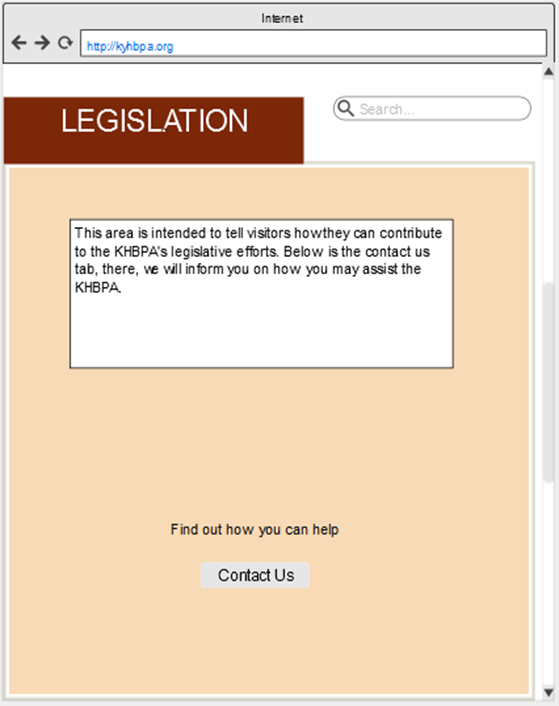 Internet
http://kyhbpa.org
LEGISLATION
Search...
This area is intended to tell visitors howthey can contribute
to the KHBPA's legislative efforts. Below is the contact us
tab, there, we will inform you on how you may assist the
KHBPA.
Find out how you can help
Contact Us